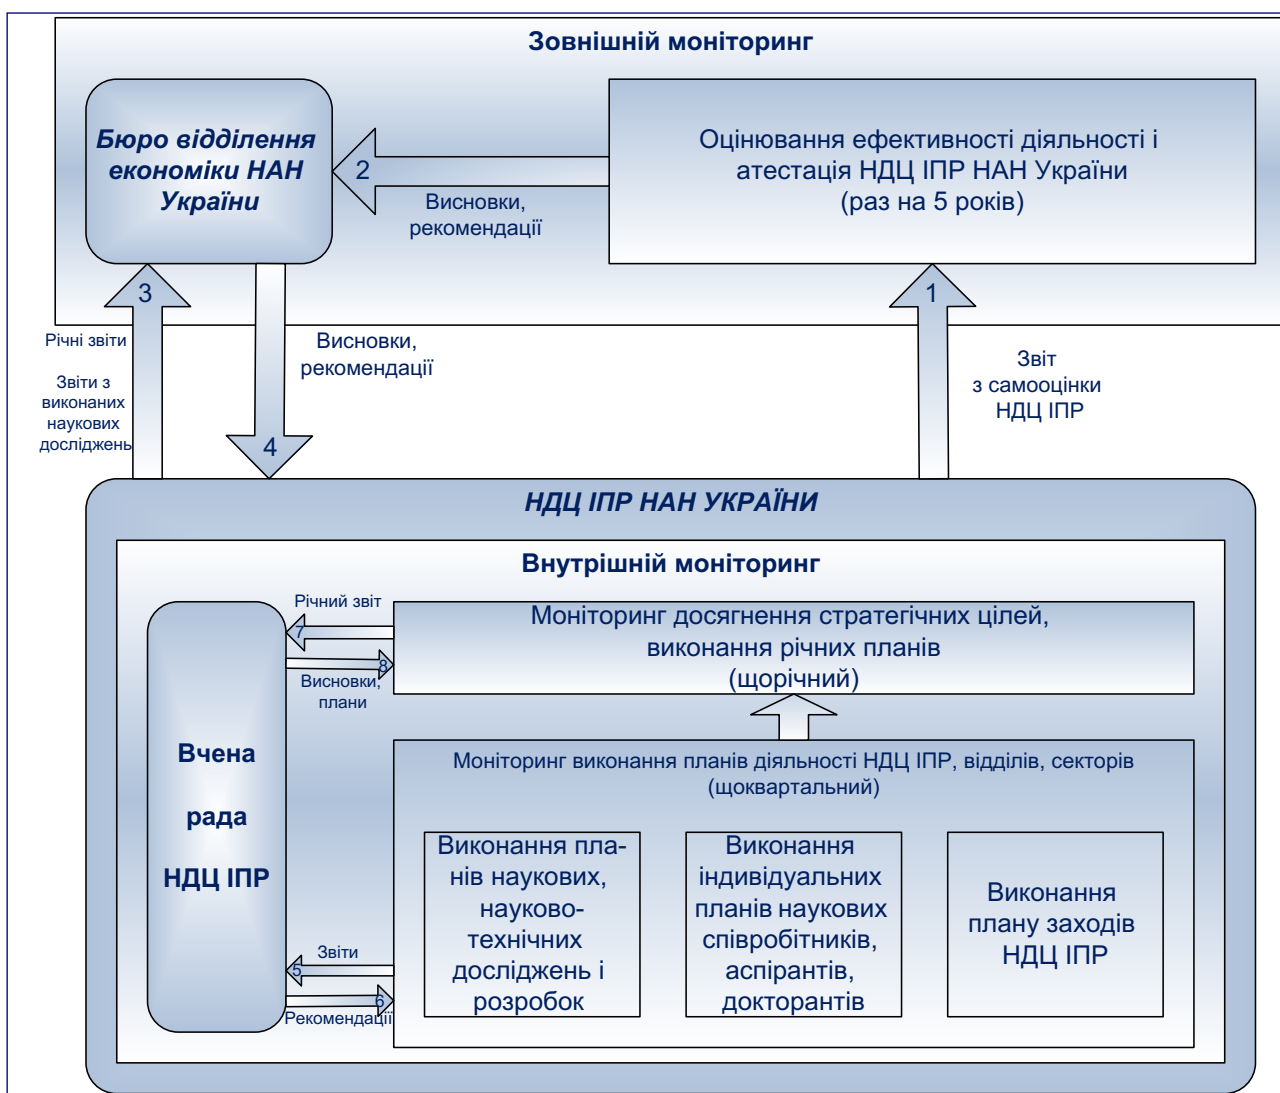 Зовнішній моніторинг
Бюро відділення
економіки НАН
України
2
Висновки,
рекомендації
Оцінювання ефективності діяльності і
атестація НДЦ ІПР НАН України
(раз на 5 років)
3
Річні звіти
Звіти з
виконаних
наукових
досліджень
Висновки,
рекомендації
4
1
Звіт
з самооцінки
НДЦ ІПР
НДЦ ІПР НАН УКРАЇНИ
Внутрішній моніторинг
Вчена
рада
НДЦ ІПР
Річний звіт
7
8
Висновки,
плани
Моніторинг досягнення стратегічних цілей,
виконання річних планів
(щорічний)
Моніторинг виконання планів діяльності НДЦ ІПР, відділів, секторів
(щоквартальний)
Звіти
5
6
Рекомендації
Виконання пла-
нів наукових,
науково-
технічних
досліджень і
розробок
Виконання
індивідуальних
планів наукових
співробітників,
аспірантів,
докторантів
Виконання
плану заходів
НДЦ ІПР